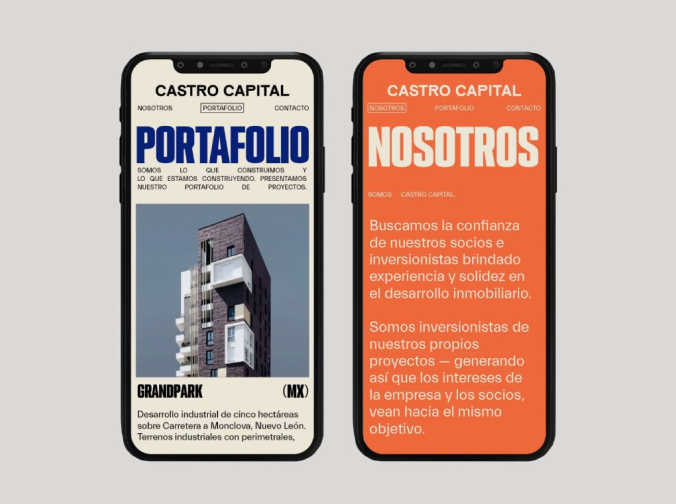 CASTRO CAPITAL
NOSOTROS PORTAFOLIO CONTACTO
PORTAFOLIO
SOMOS LO QUE CONSTRUIMOS Y
LO QUE ESTAMOS CONSTRUYENDO. PRESENTAMOS
NUESTRO PORTAFOLIO DE PROYECTOS.
GRANDPARK (MX)
Desarrollo industrial de cinco hectáreas
sobre Carretera a Monclova, Nuevo León.
Terrenos industriales con perimetrales,
CASTRO CAPITAL
NOSOTROS PORTAFOLIO CONTACTO
NOSOTROS
SOMOS CASTRO CAPITAL.
Buscamos la confianza
de nuestros socios e
inversionistas brindado
experiencia y solidez en
el desarrollo inmobiliario.
Somos inversionistas de
nuestros propios
proyectos — generando
así que los intereses de
la empresa y los socios,
vean hacia el mismo
objetivo.